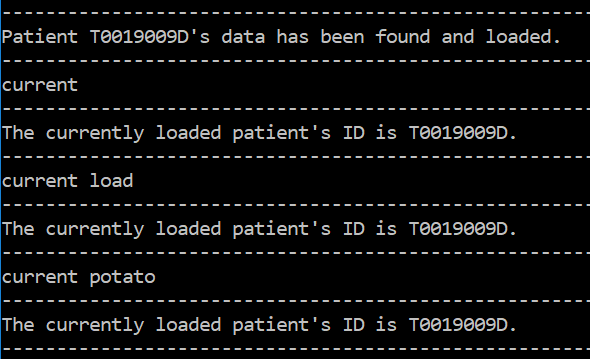 ------------------------------------------------------------
Patient T0019009D's data has been found and loaded.
------------------------------------------------------------
current
------------------------------------------------------------
The currently loaded patient's ID is T0019009D.
------------------------------------------------------------
current load
------------------------------------------------------------
The currently loaded patient's ID is T0019009D.
------------------------------------------------------------
current potato
------------------------------------------------------------
The currently loaded patient's ID is T0019009D.
------------------------------------------------------------